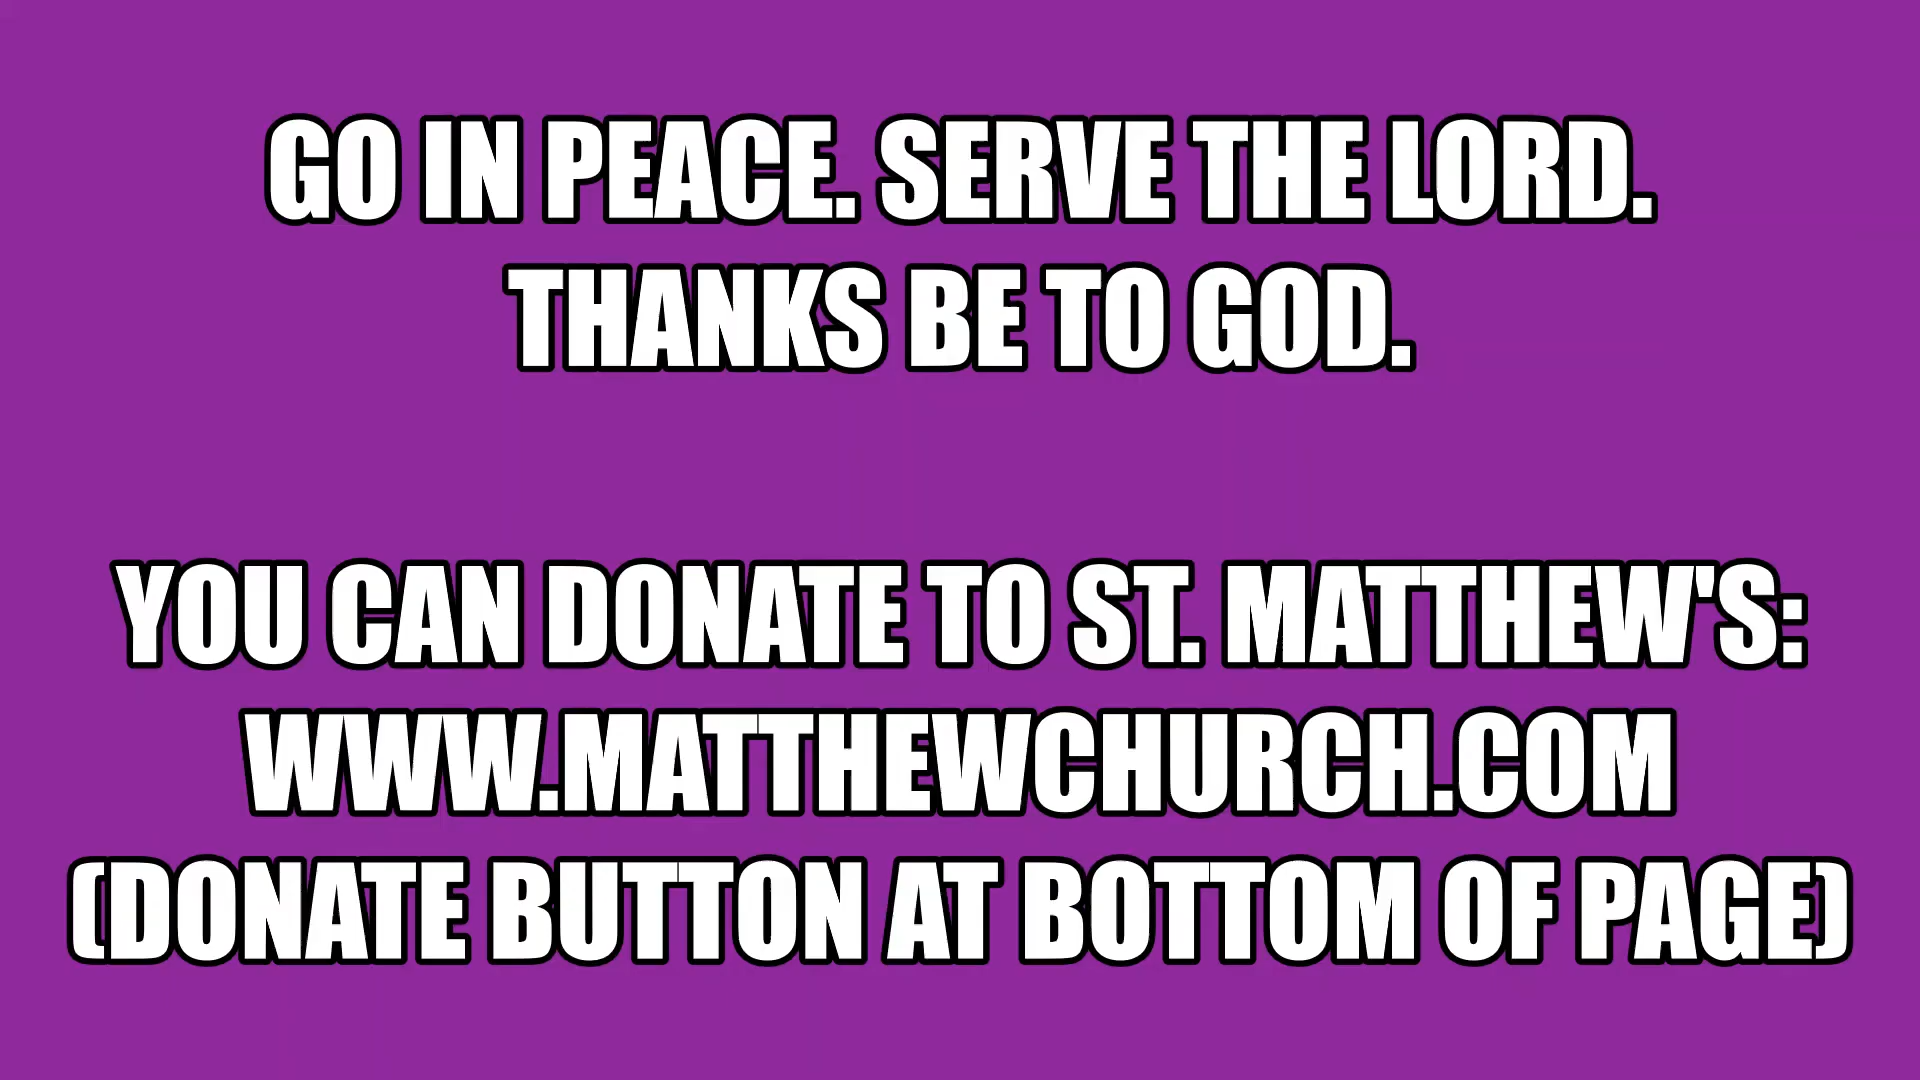 GO IN PEACE. SERVE THE LORD.
THANKS BE TO GOD.
YOU CAN DONATE TO ST. MATTHEW'S:
WWW.MATTHEWCHURCH.COM
(DONATE BUTTON AT BOTTOM OF PAGE)